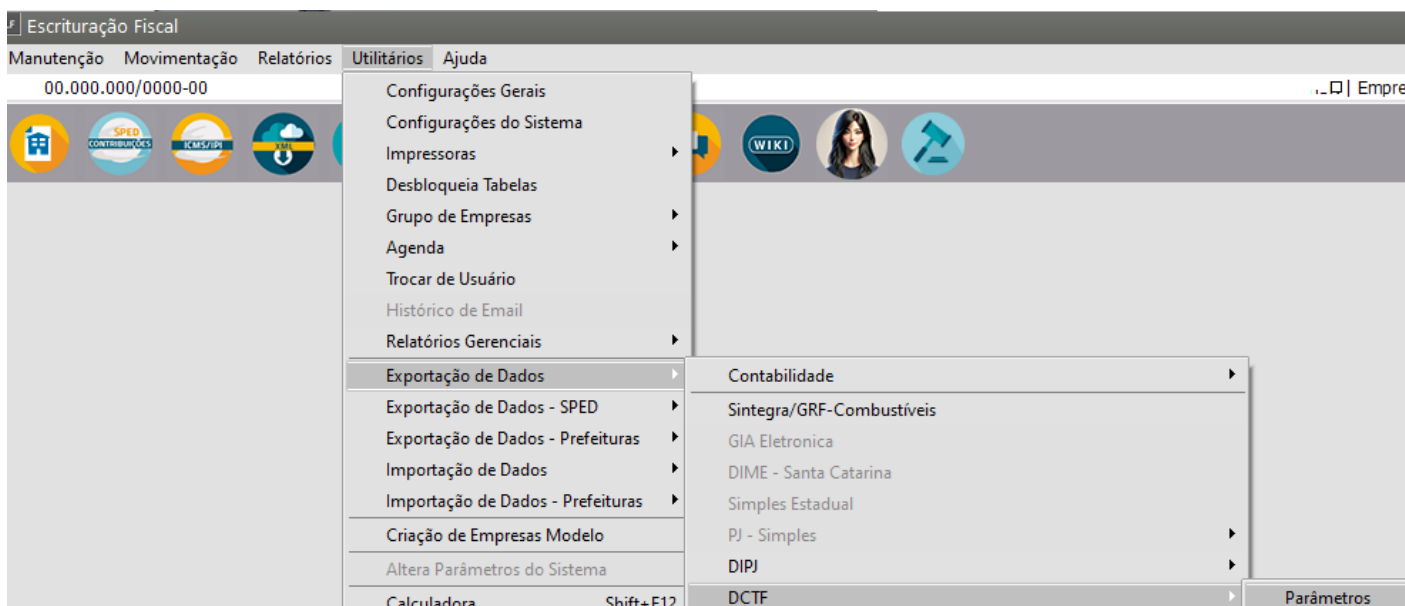 Escrituração Fiscal
Manutenção Movimentação Relatórios Utilitários Ajuda
00.000.000/0000-00 | Empre
SPED CONTRIBUIÇÕES ICMS/IPI XML WIKI
Configurações Gerais
Configurações do Sistema
Impressoras
Desbloqueia Tabelas
Grupo de Empresas
Agenda
Trocar de Usuário
Histórico de Email
Relatórios Gerenciais
Exportação de Dados
Exportação de Dados - SPED
Exportação de Dados - Prefeituras
Importação de Dados
Importação de Dados - Prefeituras
Criação de Empresas Modelo
Altera Parâmetros do Sistema
Calculadora Shift+F12
Contabilidade
Sintegra/GRF-Combustíveis
GIA Eletronica
DIME - Santa Catarina
Simples Estadual
PJ - Simples
DIPJ
DCTF
Parâmetros